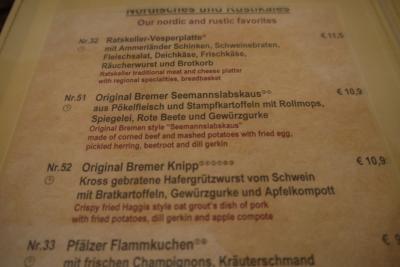 Nordisches und Rustikales
Our nordic and rustic favorites
Nr.32 Ratskeller-Vesperplatte € 11,5
mit Ammerländer Schinken, Schweinebraten,
Fleischsalat, Deichkäse, Frischkäse,
Räucherwurst und Brotkorb
Ratskeller traditional meat and cheese platter
with regional specialities, breadbasket
Nr.51 Original Bremer Seemannslabskaus € 10,9
aus Pökelfleisch und Stampfkartoffeln mit Rollmops,
Spiegelei, Rote Beete und Gewürzgurke
Original Bremen style "Seemannslabskaus"
made of corned beef and mashed potatoes with fried egg,
pickled herring, beetroot and dill gerkin
Nr.52 Original Bremer Knipp € 10,9
Kross gebratene Hafergrützwurst vom Schwein
mit Bratkartoffeln, Gewürzgurke und Apfelkompott
Crispy fried Haggis style oat grout's dish of pork
with fried potatoes, dill gerkin and apple compote
Nr.33 Pfälzer Flammkuchen €
mit frischen Champignons, Kräuterschmand